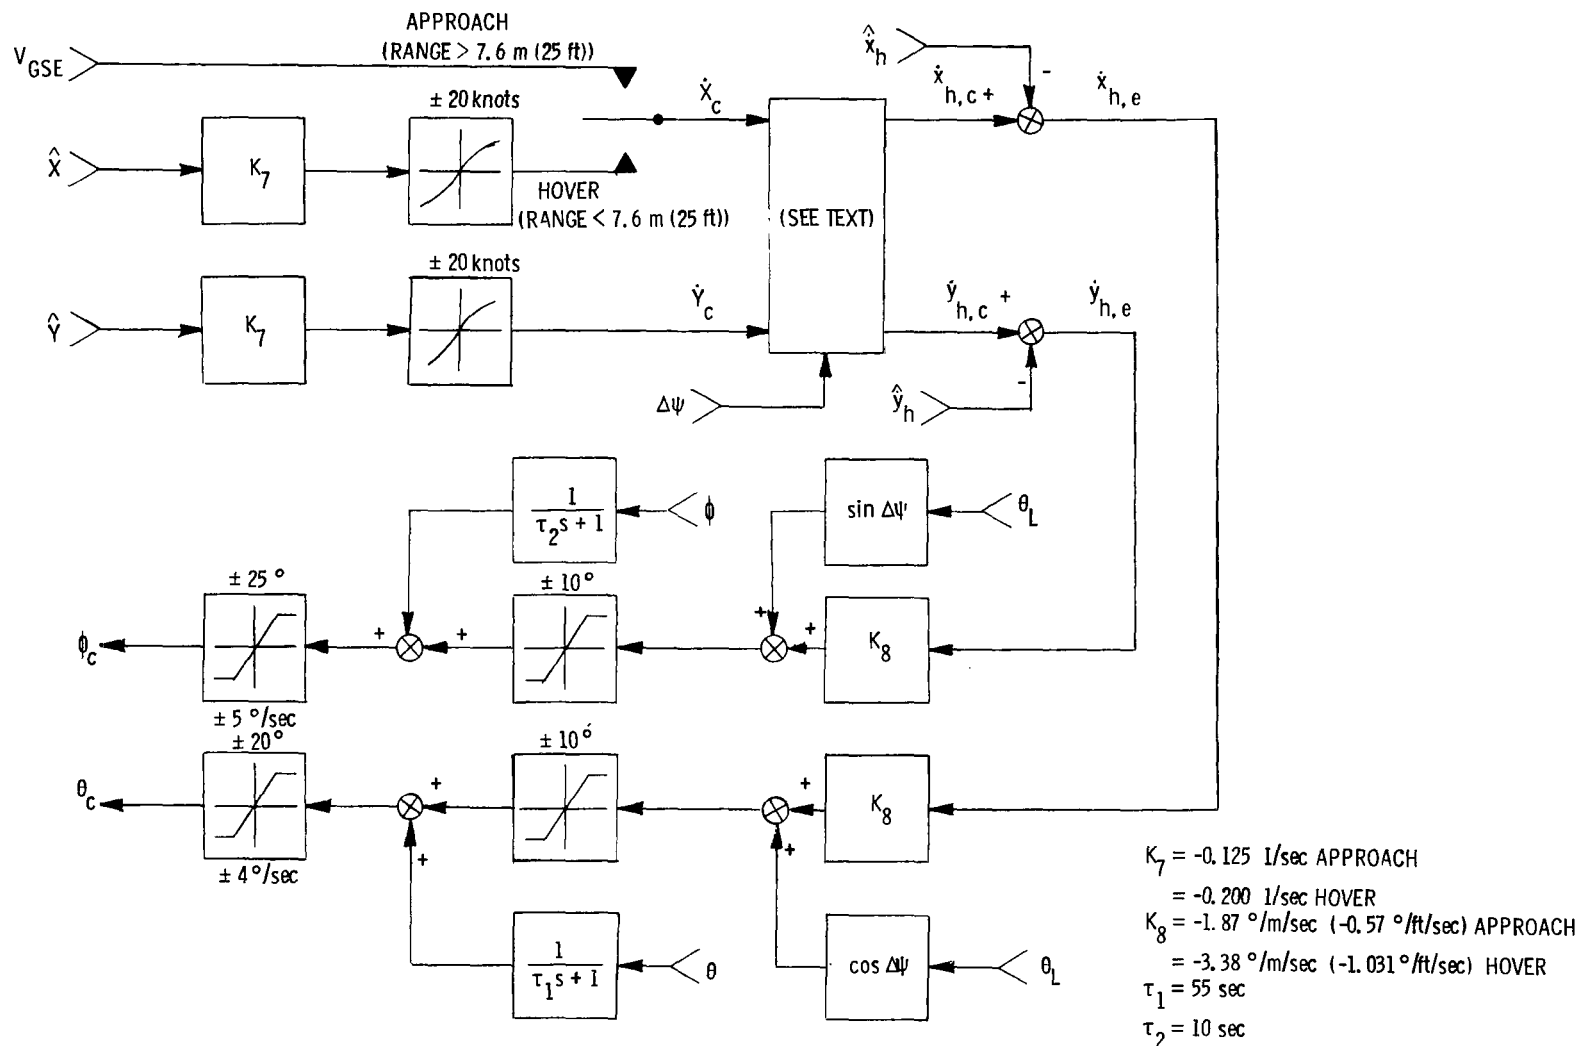 APPROACH
(RANGE > 7.6 m (25 ft))
V_GSE
± 20 knots
X̂
K_7
HOVER
(RANGE < 7.6 m (25 ft))
Ẋ_c
(SEE TEXT)
ẋ̂_h
-
ẋ_h,c +
ẋ_h,e
± 20 knots
Ŷ
K_7
Ẏ_c
Δψ
ẏ_h,c +
ẏ_h,e
-
ẏ̂_h
1
τ_2 s + 1
ϕ
sin Δψ
θ_L
± 25 °
± 10°
ϕ_c
+
+
+
+
K_8
± 5 °/sec
± 20°
± 10°
θ_c
+
+
+
+
K_8
± 4°/sec
1
τ_1 s + 1
θ
cos Δψ
θ_L
K_7 = -0.125 1/sec APPROACH
= -0.200 1/sec HOVER
K_8 = -1.87 °/m/sec (-0.57 °/ft/sec) APPROACH
= -3.38 °/m/sec (-1.031 °/ft/sec) HOVER
τ_1 = 55 sec
τ_2 = 10 sec